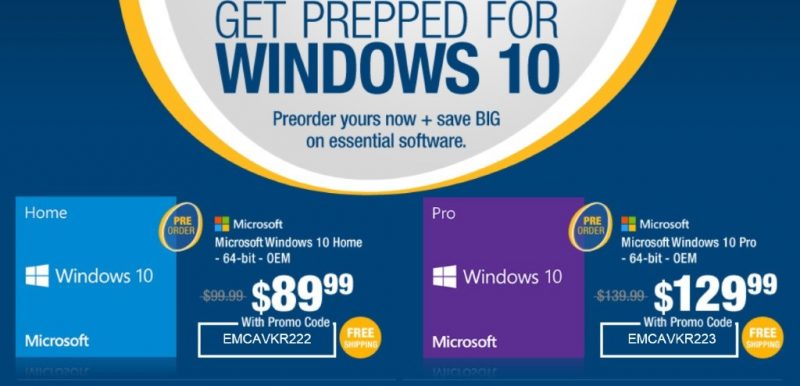 GET PREPPED FOR
WINDOWS 10
Preorder yours now + save BIG
on essential software.
Home
Windows 10
Microsoft
PRE
ORDER
Microsoft
Microsoft Windows 10 Home
- 64-bit - OEM
$99.99 $89.99
With Promo Code
EMCAVKR222
FREE
SHIPPING
Pro
Windows 10
Microsoft
PRE
ORDER
Microsoft
Microsoft Windows 10 Pro
- 64-bit - OEM
$139.99 $129.99
With Promo Code
EMCAVKR223
FREE
SHIPPING